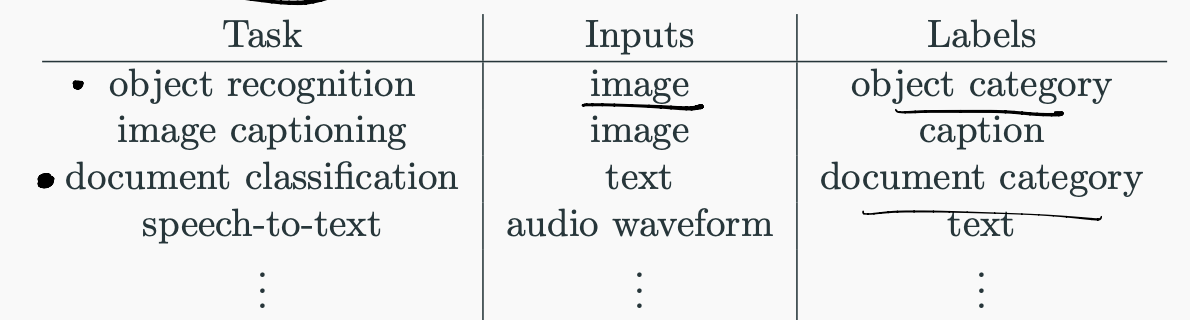 Task Inputs Labels
object recognition image object category
image captioning image caption
document classification text document category
speech-to-text audio waveform text
⋮ ⋮ ⋮